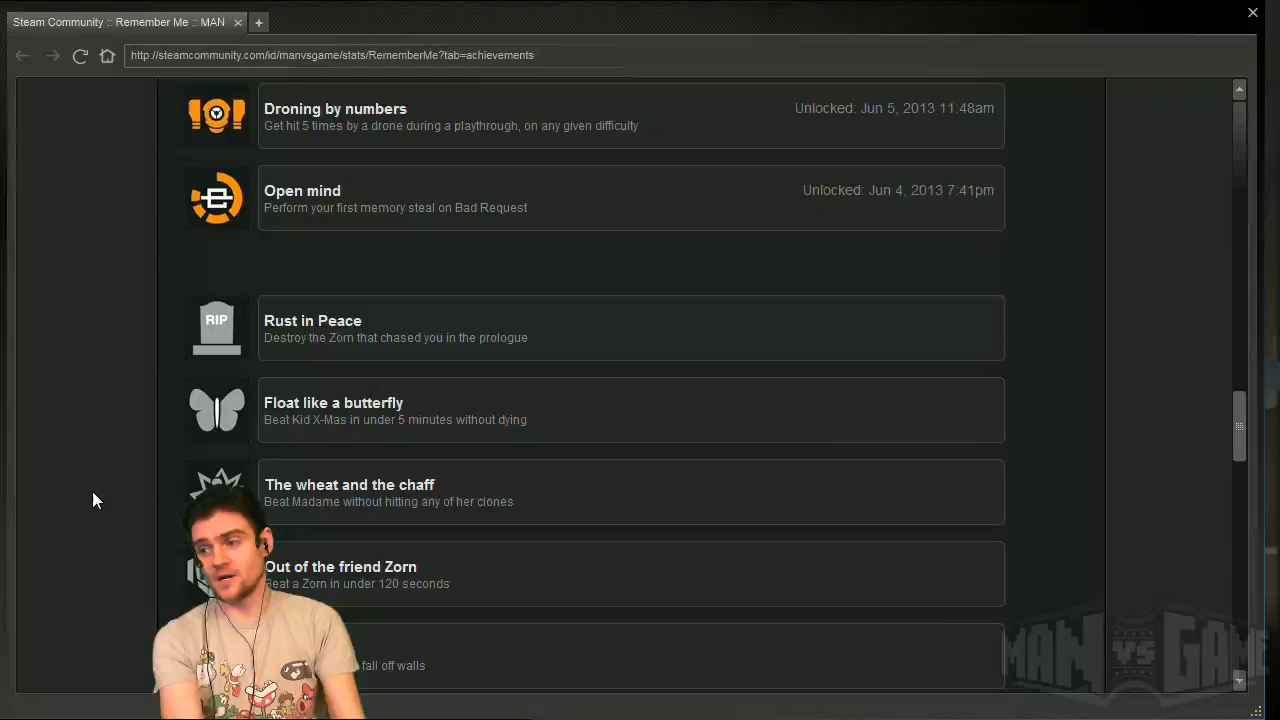 Steam Community :: Remember Me :: MAN
http://steamcommunity.com/id/manvsgame/stats/RememberMe?tab=achievements
Droning by numbers
Unlocked: Jun 5, 2013 11:48am
Get hit 5 times by a drone during a playthrough, on any given difficulty
Open mind
Unlocked: Jun 4, 2013 7:41pm
Perform your first memory steal on Bad Request
RIP
Rust in Peace
Destroy the Zorn that chased you in the prologue
Float like a butterfly
Beat Kid X-Mas in under 5 minutes without dying
The wheat and the chaff
Beat Madame without hitting any of her clones
Out of the friend Zorn
Beat a Zorn in under 120 seconds
fall off walls
MAN VS GAME